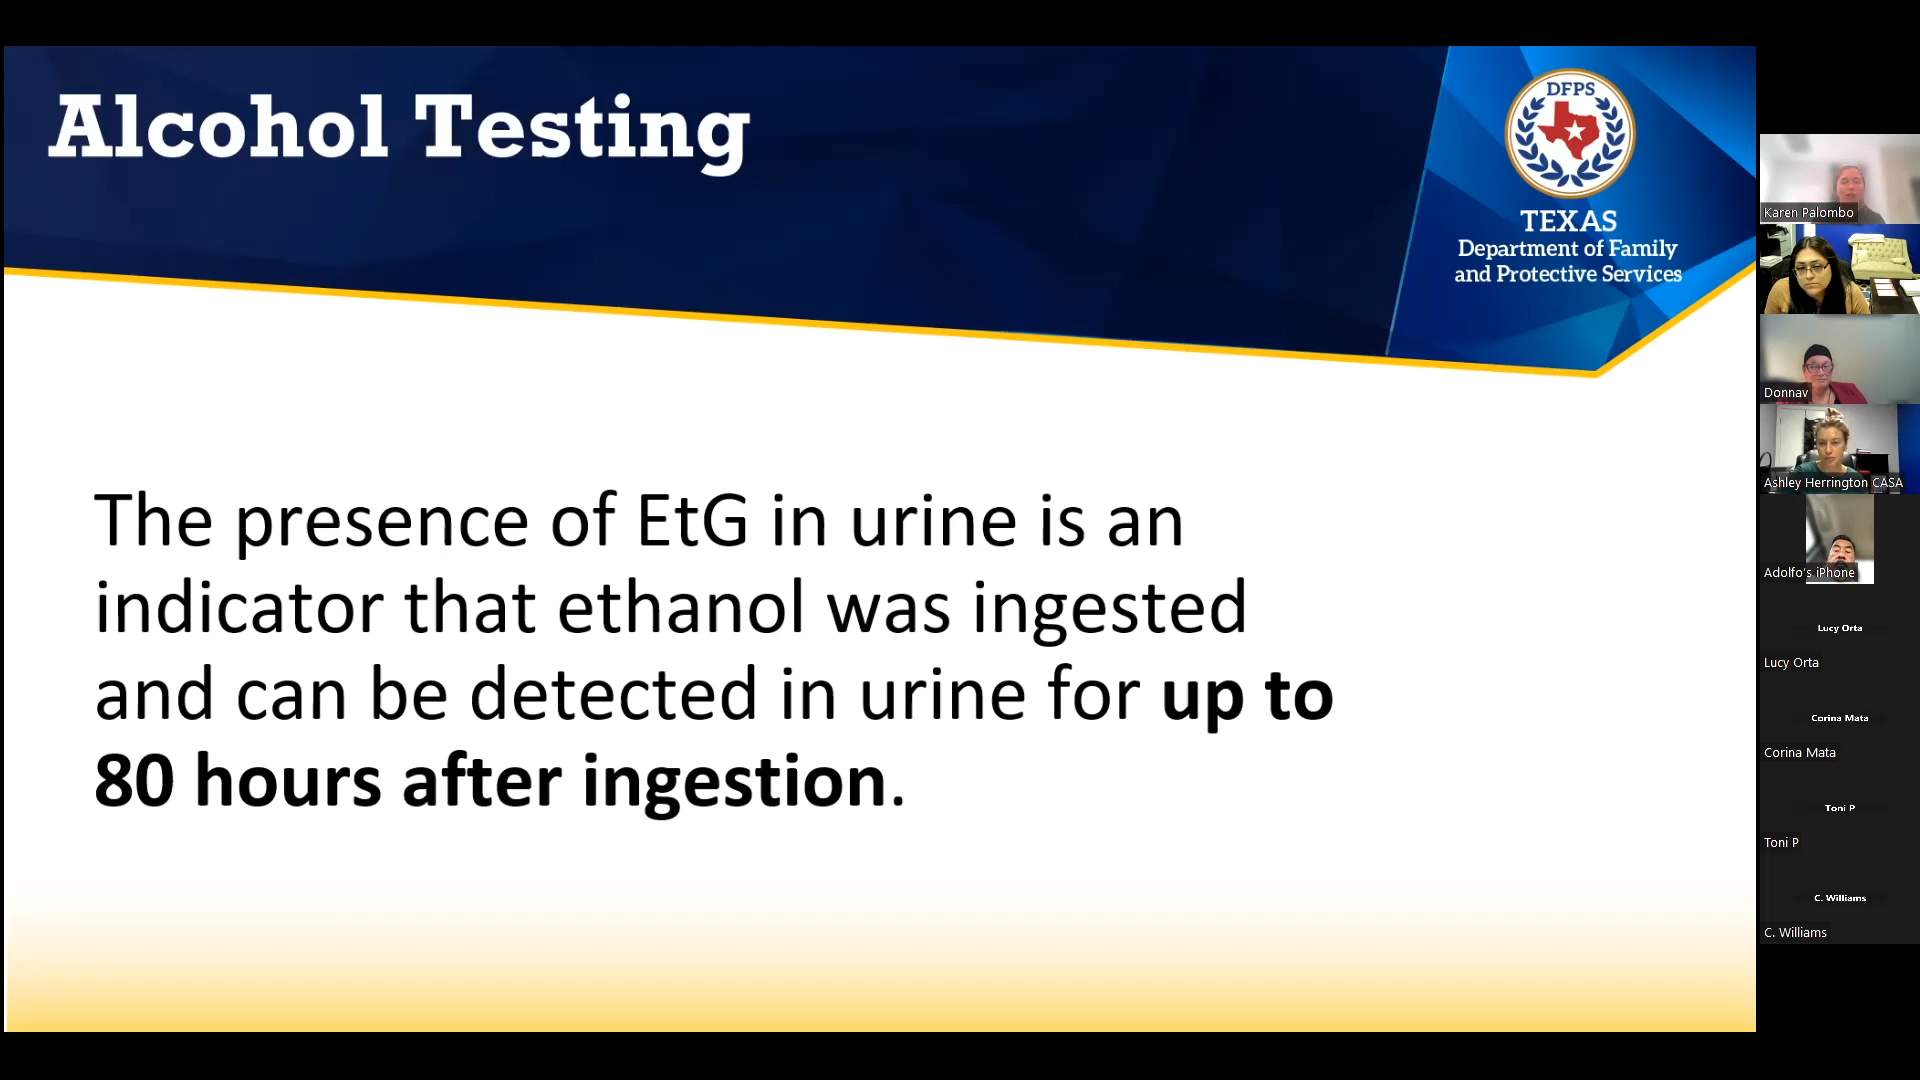 Alcohol Testing
DFPS
TEXAS
Department of Family
and Protective Services
The presence of EtG in urine is an
indicator that ethanol was ingested
and can be detected in urine for up to
80 hours after ingestion.
Karen Palombo
Donnav
Ashley Herrington CASA
Adolfo's iPhone
Lucy Orta
Lucy Orta
Corina Mata
Corina Mata
Toni P
Toni P
C. Williams
C. Williams